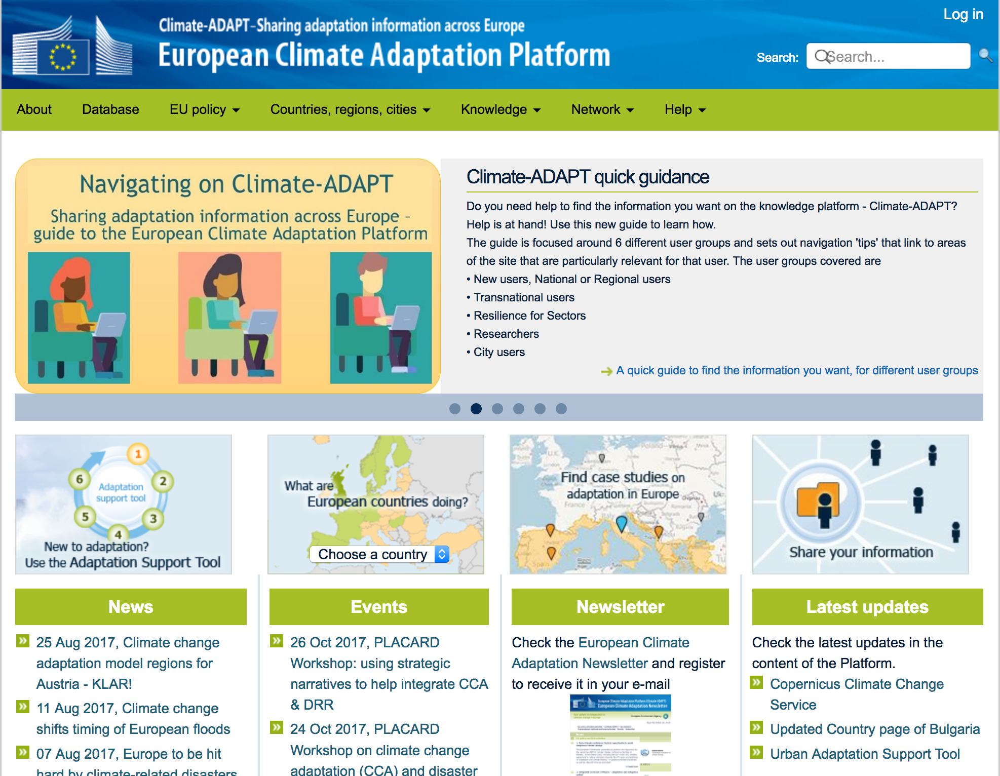 Log in
Climate-ADAPT–Sharing adaptation information across Europe
European Climate Adaptation Platform
Search:
Search...
About
Database
EU policy
Countries, regions, cities
Knowledge
Network
Help
Navigating on Climate-ADAPT
Sharing adaptation information across Europe –
guide to the European Climate Adaptation Platform
Climate-ADAPT quick guidance
Do you need help to find the information you want on the knowledge platform - Climate-ADAPT?
Help is at hand! Use this new guide to learn how.
The guide is focused around 6 different user groups and sets out navigation 'tips' that link to areas
of the site that are particularly relevant for that user. The user groups covered are
• New users, National or Regional users
• Transnational users
• Resilience for Sectors
• Researchers
• City users
A quick guide to find the information you want, for different user groups
1
2
3
4
5
6
Adaptation
support tool
New to adaptation?
Use the Adaptation Support Tool
What are
European countries doing?
Choose a country
Find case studies on
adaptation in Europe
Poland
U.K.
London
France
Italy
Spain
Share your information
News
25 Aug 2017, Climate change
adaptation model regions for
Austria - KLAR!
11 Aug 2017, Climate change
shifts timing of European floods
07 Aug 2017, Europe to be hit
hard by climate-related disasters
Events
26 Oct 2017, PLACARD
Workshop: using strategic
narratives to help integrate CCA
& DRR
24 Oct 2017, PLACARD
Workshop on climate change
adaptation (CCA) and disaster
Newsletter
Check the European Climate
Adaptation Newsletter and register
to receive it in your e-mail
European Climate Adaptation Newsletter
Latest updates
Check the latest updates in the
content of the Platform.
Copernicus Climate Change
Service
Updated Country page of Bulgaria
Urban Adaptation Support Tool